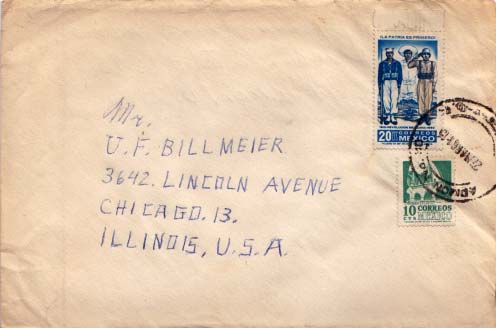 Mr.
U. F. BILLMEIER
3642. LINCOLN AVENUE
CHICAGO. 13.
ILLINOIS, U.S.A.
¡LA PATRIA ES PRIMERO!
20 CTS CORREOS
MEXICO
10 CTS CORREOS
MEXICO